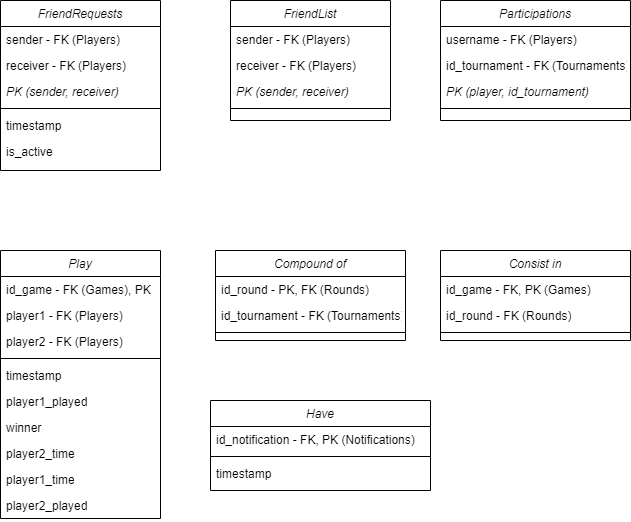 FriendRequests
sender - FK (Players)
receiver - FK (Players)
PK (sender, receiver)
timestamp
is_active
FriendList
sender - FK (Players)
receiver - FK (Players)
PK (sender, receiver)
Participations
username - FK (Players)
id_tournament - FK (Tournaments
PK (player, id_tournament)
Play
id_game - FK (Games), PK
player1 - FK (Players)
player2 - FK (Players)
timestamp
player1_played
winner
player2_time
player1_time
player2_played
Compound of
id_round - PK, FK (Rounds)
id_tournament - FK (Tournaments
Consist in
id_game - FK, PK (Games)
id_round - FK (Rounds)
Have
id_notification - FK, PK (Notifications)
timestamp